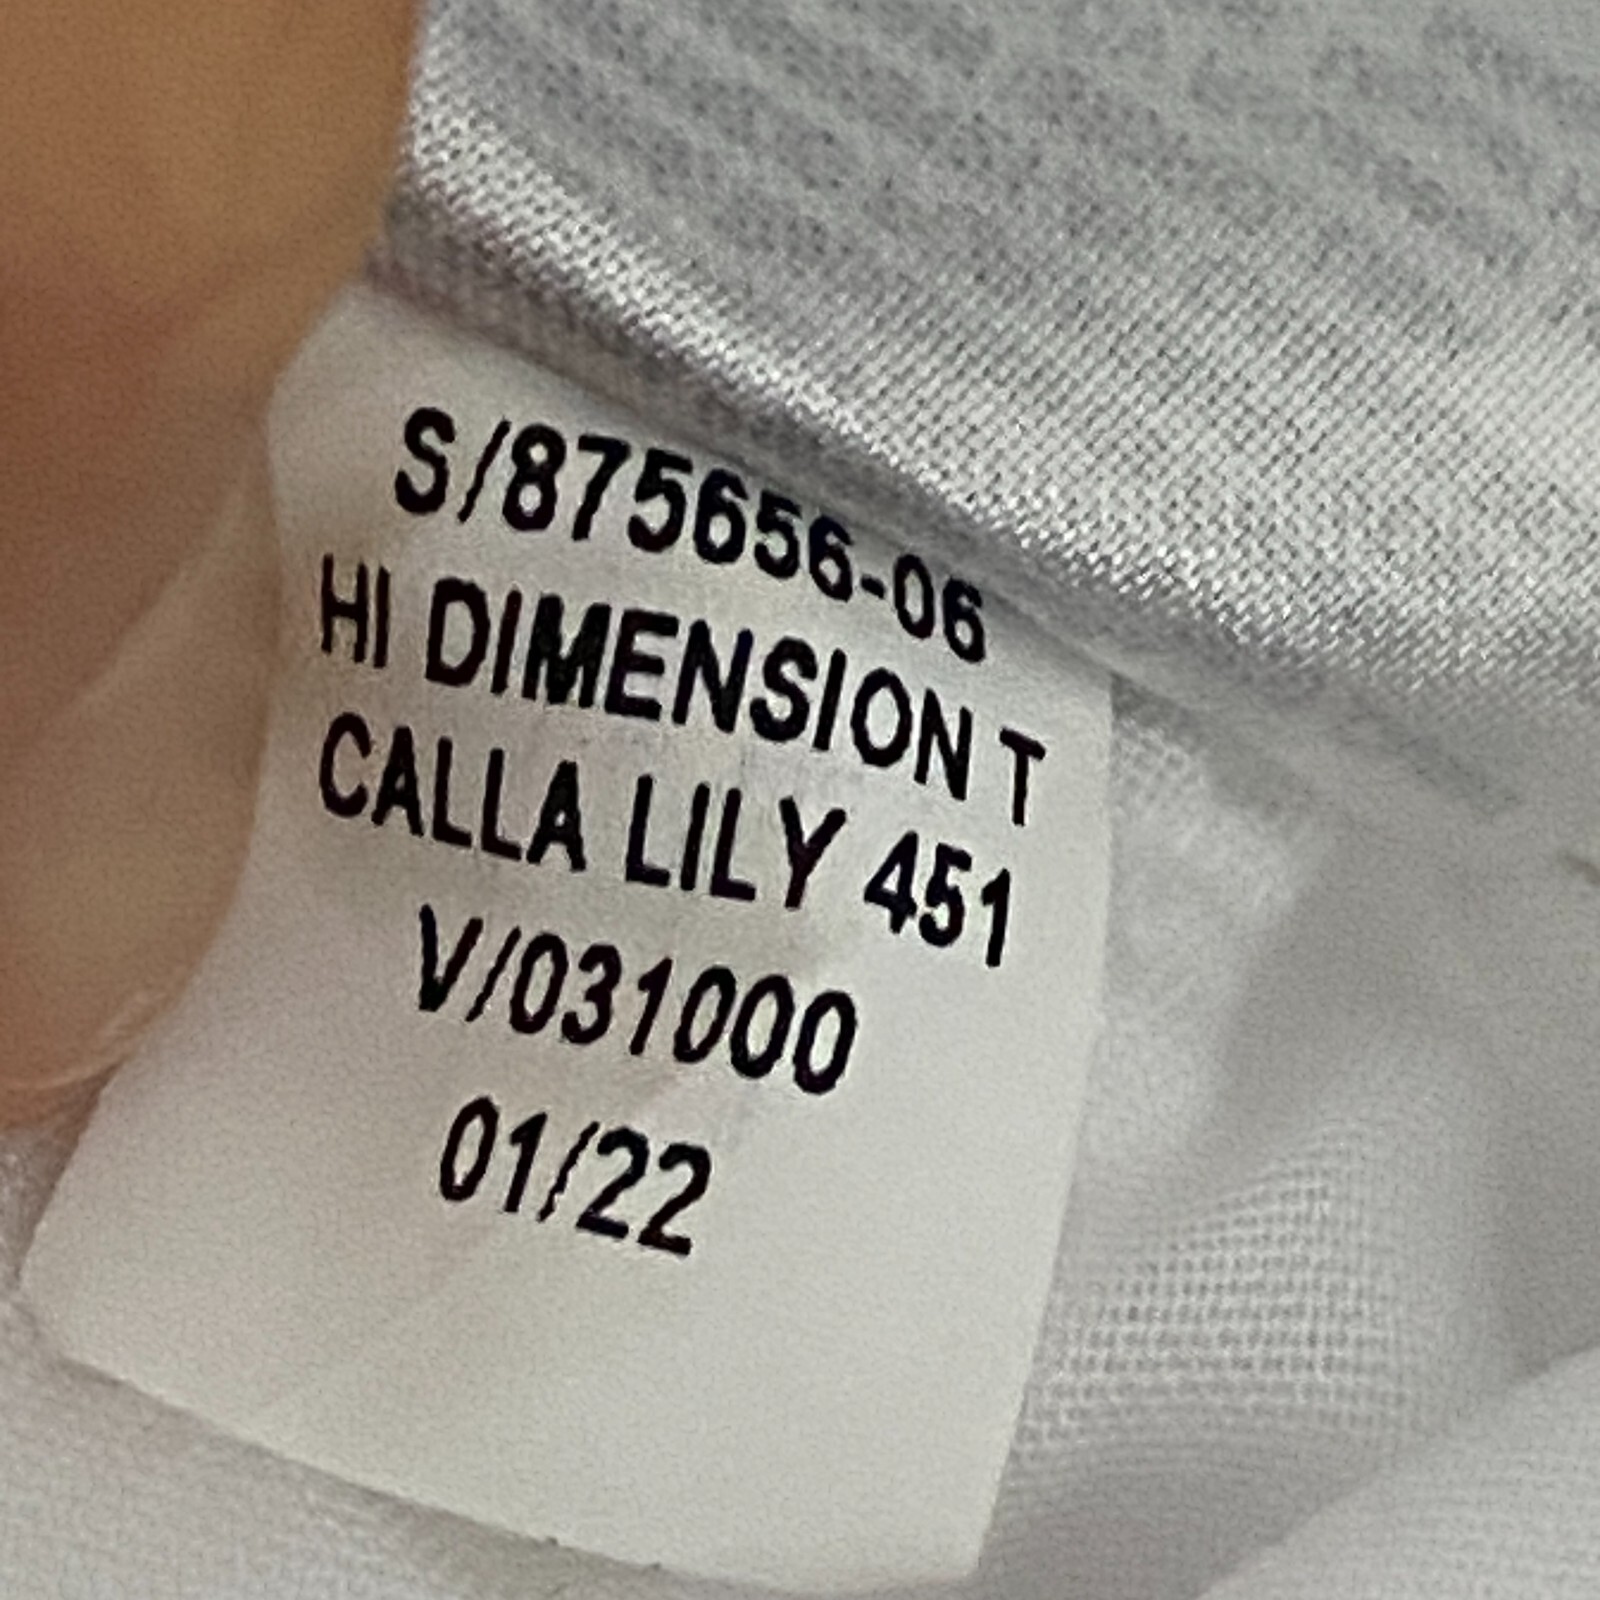 S/875656-06
HI DIMENSION T
CALLA LILY 451
V/031000
01/22